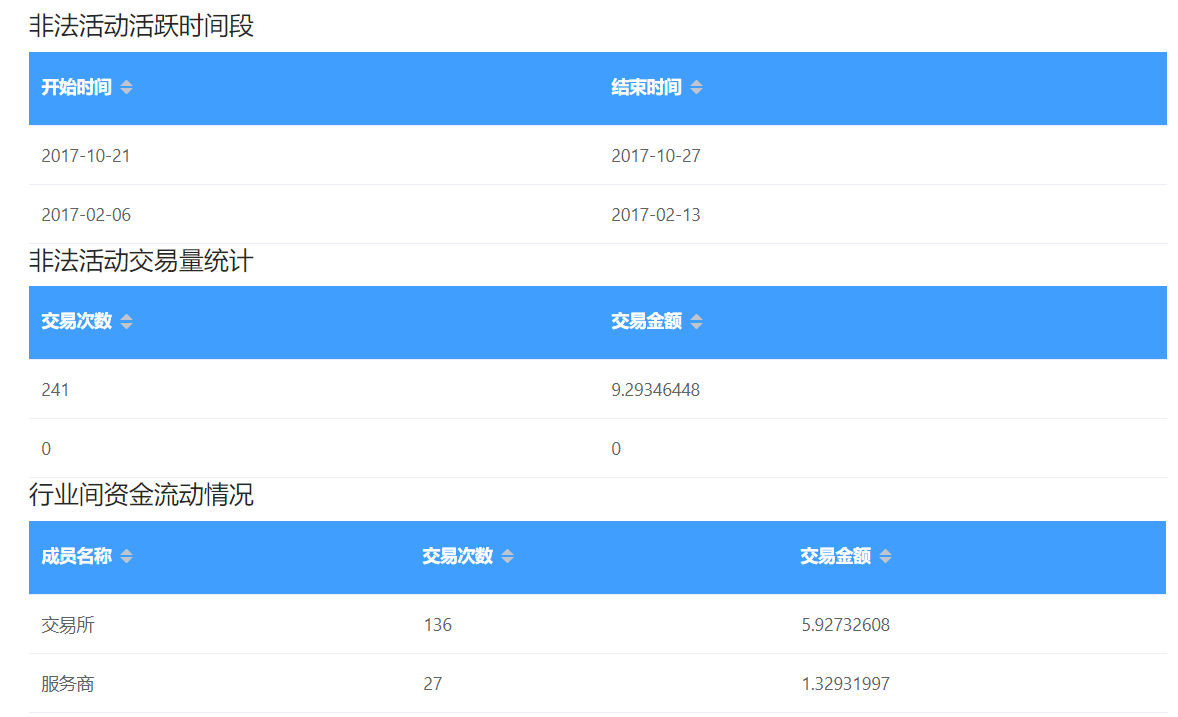 非法活动活跃时间段
开始时间 结束时间
2017-10-21 2017-10-27
2017-02-06 2017-02-13
非法活动交易量统计
交易次数 交易金额
241 9.29346448
0 0
行业间资金流动情况
成员名称 交易次数 交易金额
交易所 136 5.92732608
服务商 27 1.32931997